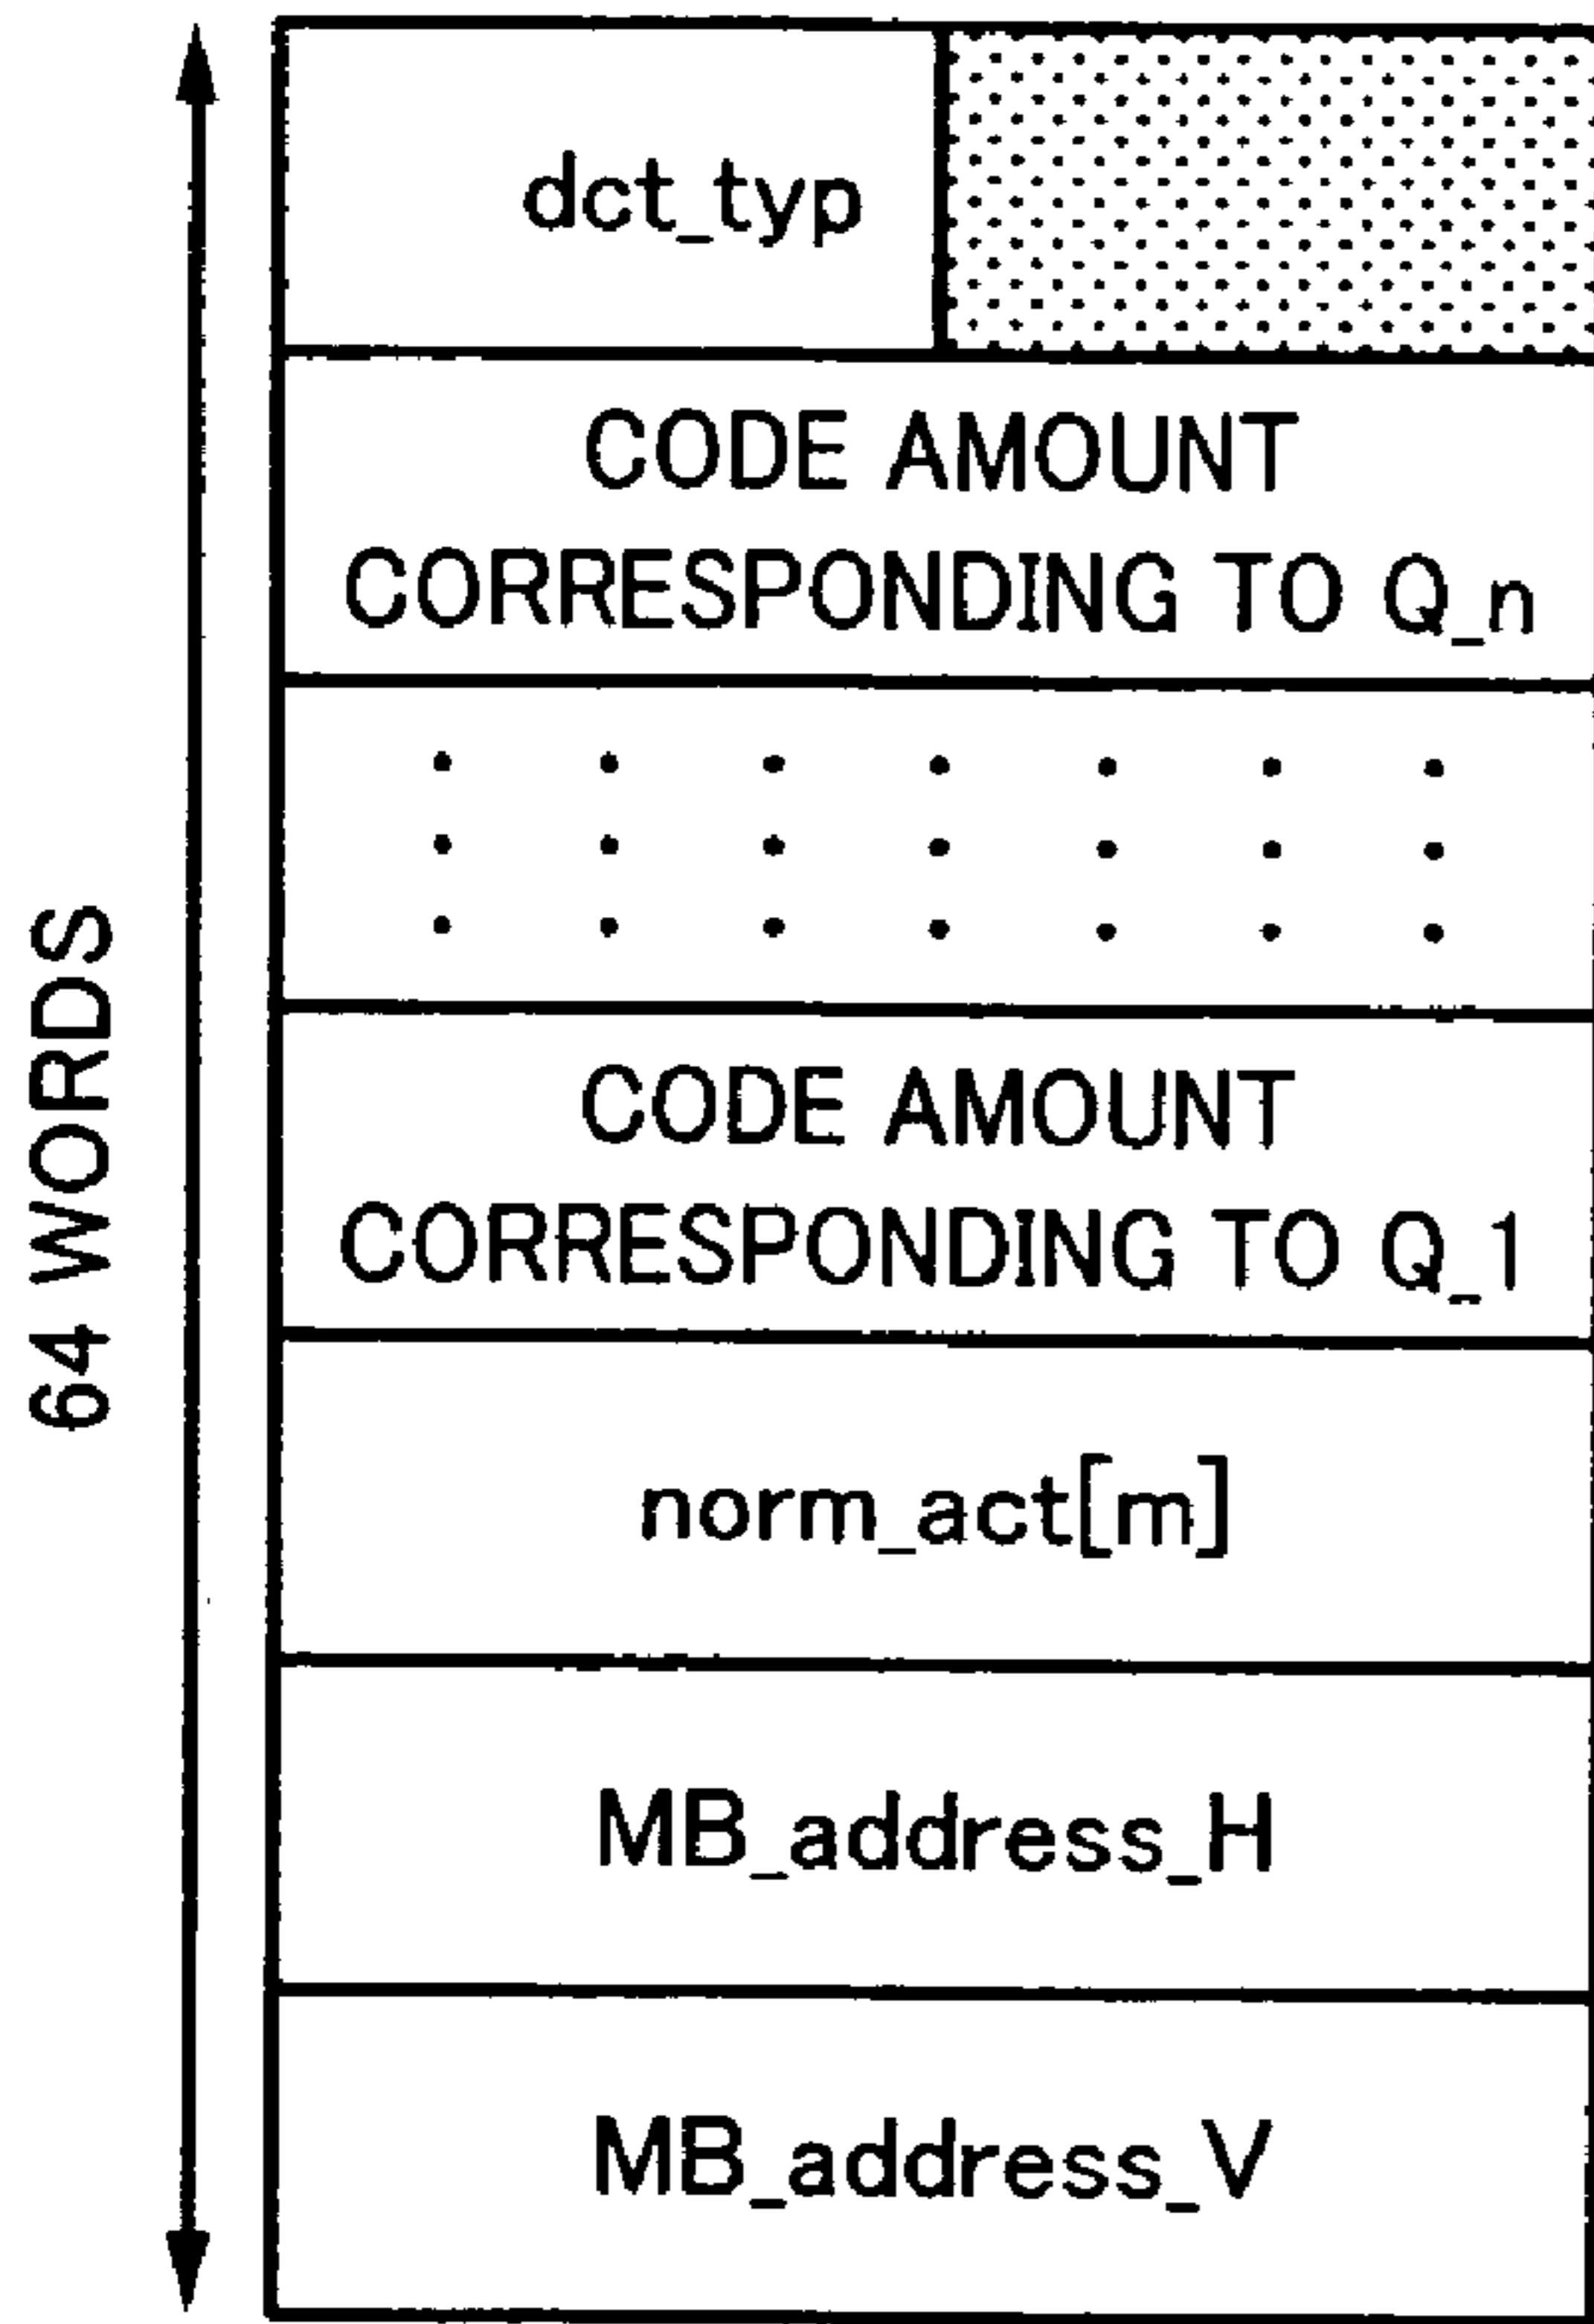 64 WORDS
dct_typ
CODE AMOUNT
CORRESPONDING TO Q_n
CODE AMOUNT
CORRESPONDING TO Q_1
norm_act[m]
MB_address_H
MB_address_V